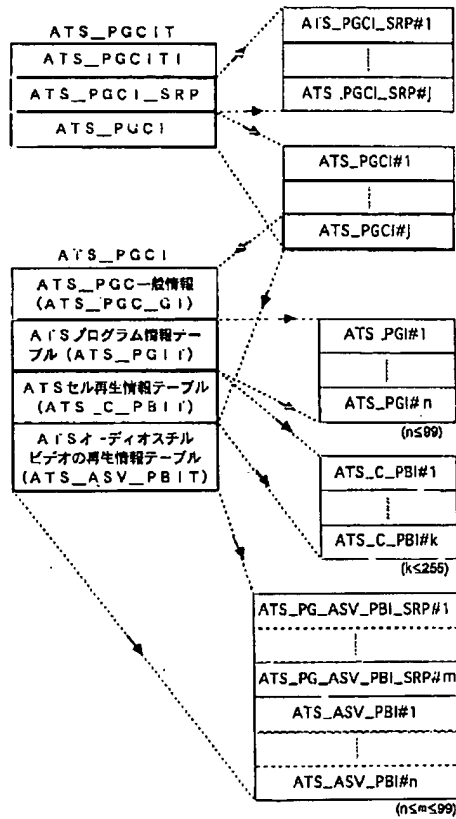 ATS_PGCIT
ATS_PGCITI
ATS_PGCI_SRP
ATS_PGCI
ATS_PGCI_SRP#1
ATS_PGCI_SRP#j
ATS_PGCI#1
ATS_PGCI#j
ATS_PGCI
ATS_PGC一般情報
(ATS_PGC_GI)
ATSプログラム情報テー
ブル(ATS_PGIT)
ATSセル再生情報テーブル
(ATS_C_PBIT)
ATSオーディオスチル
ビデオの再生情報テーブル
(ATS_ASV_PBIT)
ATS_PGI#1
ATS_PGI#n
(n≤99)
ATS_C_PBI#1
ATS_C_PBI#k
(k≤255)
ATS_PG_ASV_PBI_SRP#1
ATS_PG_ASV_PBI_SRP#m
ATS_ASV_PBI#1
ATS_ASV_PBI#n
(n≤m≤99)